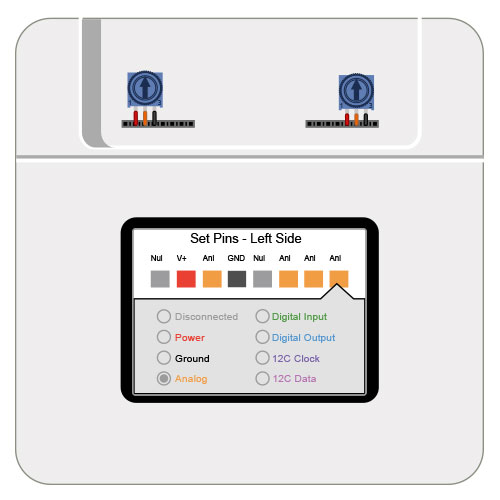 Set Pins - Left Side
Nul V+ Anl GND Nul Anl Anl Anl
Disconnected Digital Input
Power Digital Output
Ground 12C Clock
Analog 12C Data